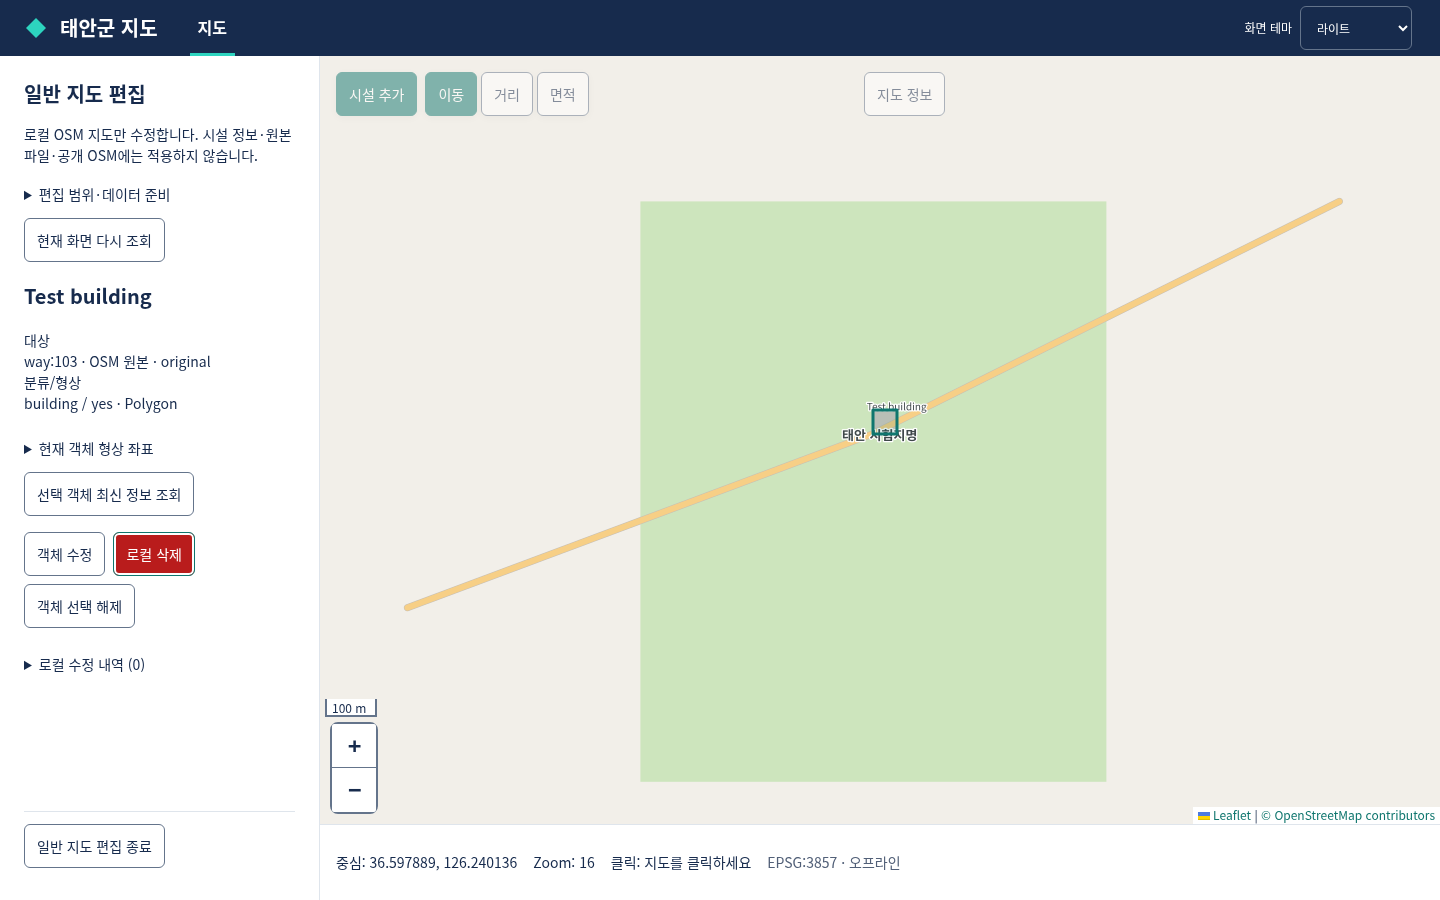 태안군 지도
지도
화면 테마
라이트
일반 지도 편집
로컬 OSM 지도만 수정합니다. 시설 정보·원본
파일·공개 OSM에는 적용하지 않습니다.
▶ 편집 범위·데이터 준비
현재 화면 다시 조회
Test building
대상
way:103 · OSM 원본 · original
분류/형상
building / yes · Polygon
▶ 현재 객체 형상 좌표
선택 객체 최신 정보 조회
객체 수정
로컬 삭제
객체 선택 해제
▶ 로컬 수정 내역 (0)
일반 지도 편집 종료
시설 추가
이동
거리
면적
지도 정보
Test building
태안 시험지명
100 m
+
−
Leaflet | © OpenStreetMap contributors
중심: 36.597889, 126.240136
Zoom: 16
클릭: 지도를 클릭하세요
EPSG:3857 · 오프라인